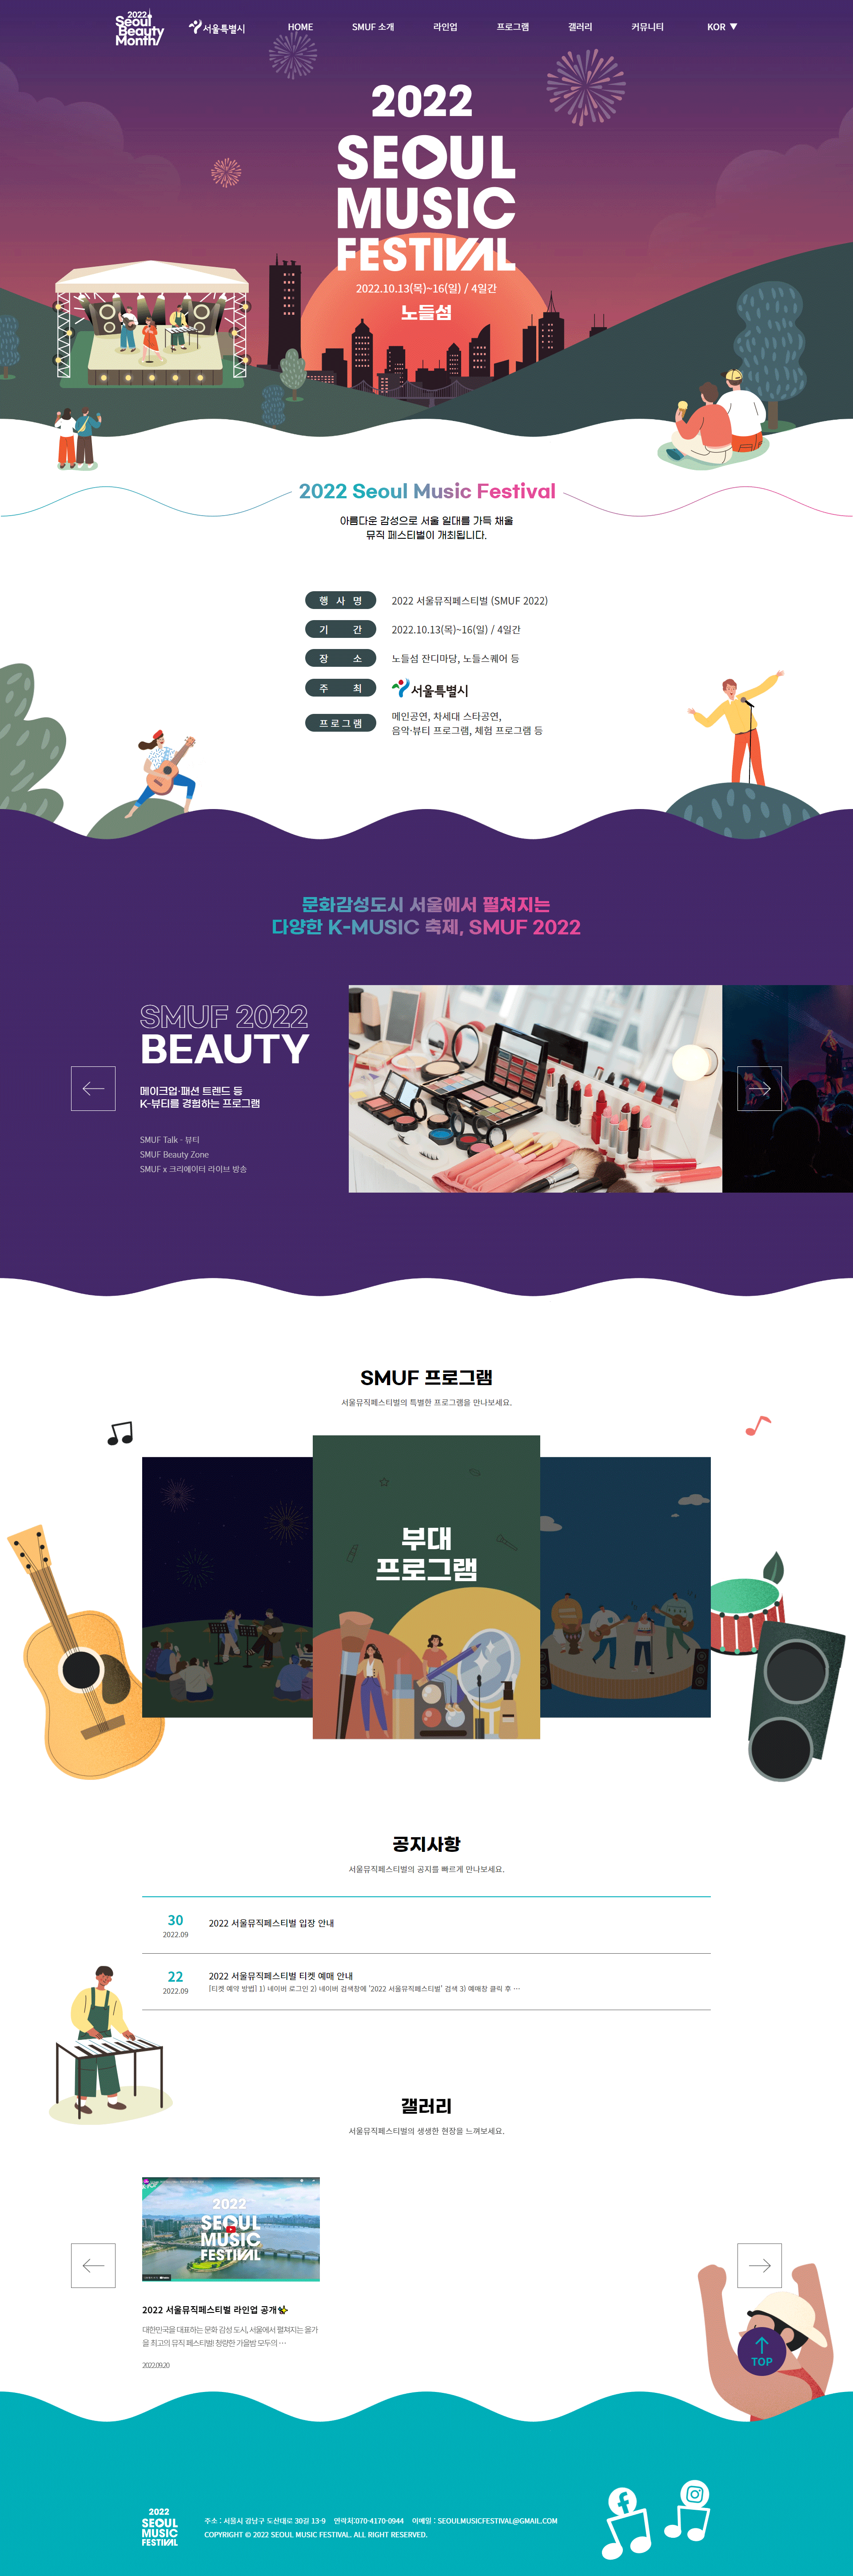 2022
Seoul
Beauty
Month
서울특별시
HOME
SMUF 소개
라인업
프로그램
갤러리
커뮤니티
KOR ▼
2022
SEOUL
MUSIC
FESTIVAL
2022.10.13(목)~16(일) / 4일간
노들섬
2022 Seoul Music Festival
아름다운 감성으로 서울 일대를 가득 채울
뮤직 페스티벌이 개최됩니다.
행 사 명
2022 서울뮤직페스티벌 (SMUF 2022)
기 간
2022.10.13(목)~16(일) / 4일간
장 소
노들섬 잔디마당, 노들스퀘어 등
주 최
서울특별시
프로그램
메인공연, 차세대 스타공연,
음악·뷰티 프로그램, 체험 프로그램 등
문화감성도시 서울에서 펼쳐지는
다양한 K-MUSIC 축제, SMUF 2022
SMUF 2022
BEAUTY
메이크업·패션 트렌드 등
K-뷰티를 경험하는 프로그램
SMUF Talk - 뷰티
SMUF Beauty Zone
SMUF x 크리에이터 라이브 방송
SMUF 프로그램
서울뮤직페스티벌의 특별한 프로그램을 만나보세요.
부대
프로그램
공지사항
서울뮤직페스티벌의 공지를 빠르게 만나보세요.
30
2022.09
2022 서울뮤직페스티벌 입장 안내
22
2022.09
2022 서울뮤직페스티벌 티켓 예매 안내
[티켓 예약 방법] 1) 네이버 로그인 2) 네이버 검색창에 '2022 서울뮤직페스티벌' 검색 3) 예매창 클릭 후 …
갤러리
서울뮤직페스티벌의 생생한 현장을 느껴보세요.
2022
SEOUL
MUSIC
FESTIVAL
2022 서울뮤직페스티벌 라인업 공개
대한민국을 대표하는 문화 감성 도시, 서울에서 펼쳐지는 올가
을 최고의 뮤직 페스티벌! 청량한 가을밤 모두의 …
2022.09.20
TOP
2022
SEOUL
MUSIC
FESTIVAL
주소 : 서울시 강남구 도산대로 30길 13-9 연락처:070-4170-0944 이메일 : SEOULMUSICFESTIVAL@GMAIL.COM
COPYRIGHT © 2022 SEOUL MUSIC FESTIVAL. ALL RIGHT RESERVED.